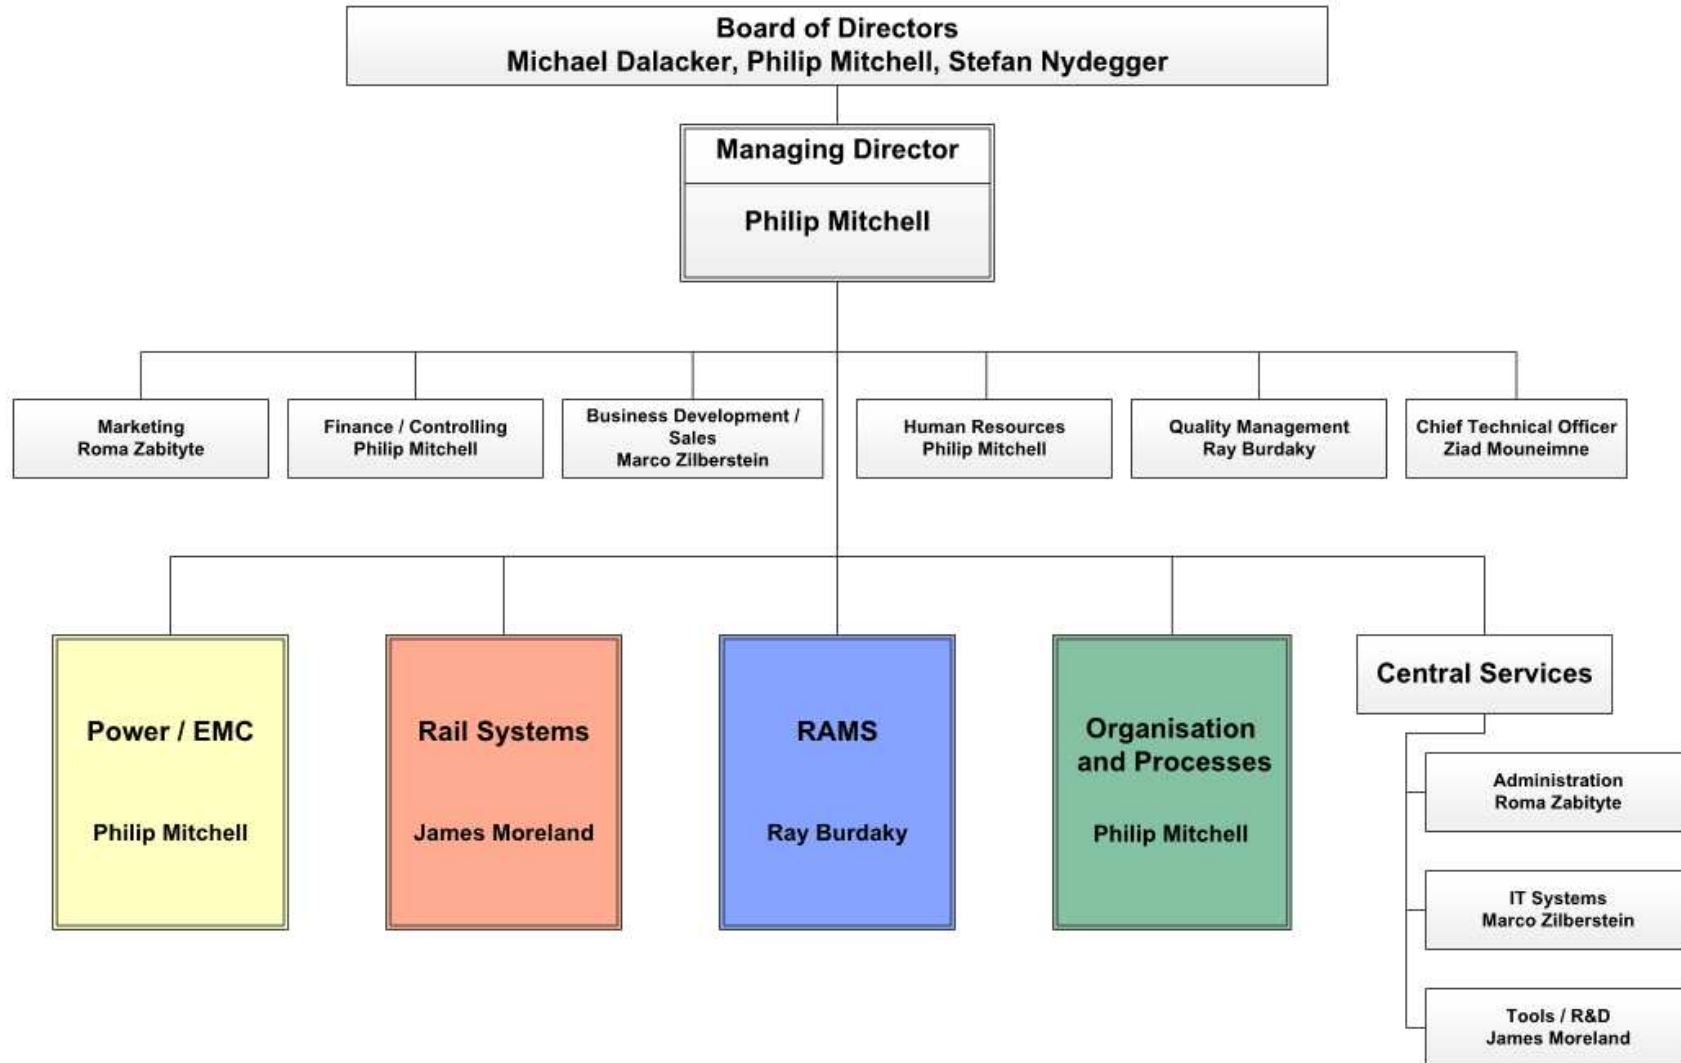 Board of Directors
Michael Dalacker, Philip Mitchell, Stefan Nydegger
Managing Director
Philip Mitchell
Marketing
Roma Zabityte
Finance / Controlling
Philip Mitchell
Business Development /
Sales
Marco Zilberstein
Human Resources
Philip Mitchell
Quality Management
Ray Burdaky
Chief Technical Officer
Ziad Mouneimne
Power / EMC
Philip Mitchell
Rail Systems
James Moreland
RAMS
Ray Burdaky
Organisation
and Processes
Philip Mitchell
Central Services
Administration
Roma Zabityte
IT Systems
Marco Zilberstein
Tools / R&D
James Moreland